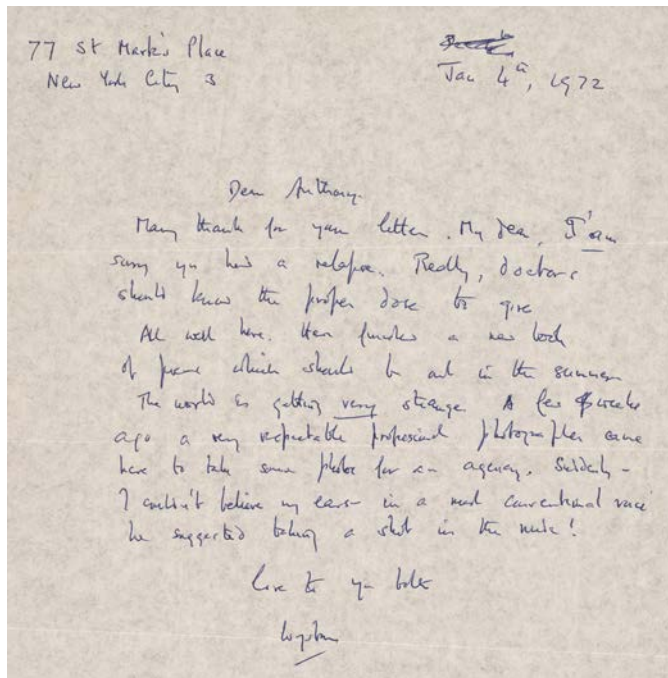 77 St Mark's Place
New York City 3
Jan 4th, 1972
Dear Anthony.
Many thanks for your letter. My dear, I am
sorry you had a relapse. Really, doctors
should know the proper dose to give
All well here. Have finished a new book
of poems which should be out in the summer
The world is getting very strange. A few weeks
ago a very reputable professional photographer came
here to take some photos for an agency. Suddenly -
I couldn't believe my ears - in a most conventional voice
he suggested taking a shot in the nude!
Love to you both
Wystan